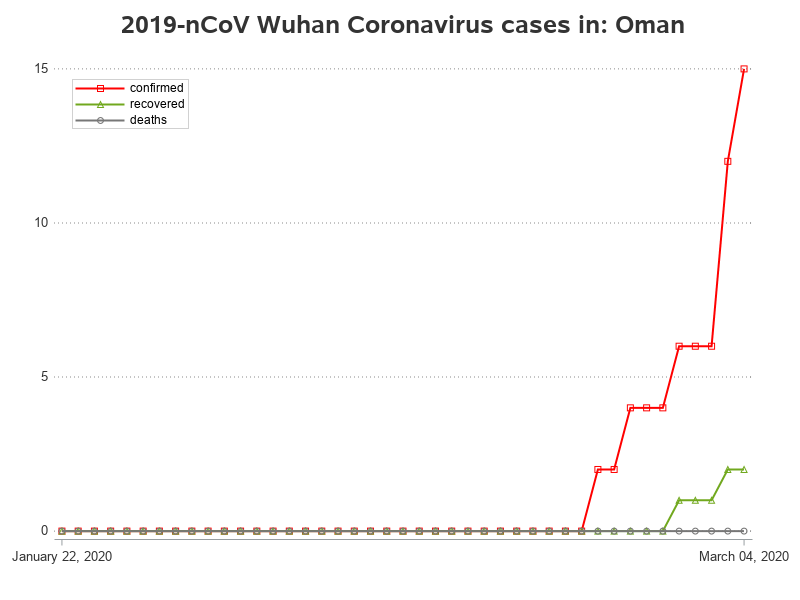 2019-nCoV Wuhan Coronavirus cases in: Oman
15
confirmed
recovered
deaths
10
5
0
January 22, 2020
March 04, 2020